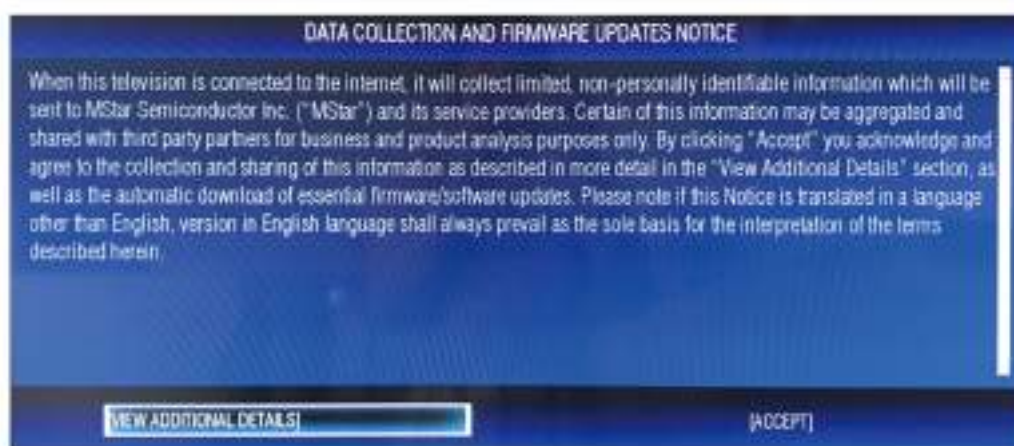 DATA COLLECTION AND FIRMWARE UPDATES NOTICE
When this television is connected to the internet, it will collect limited, non-personally identifiable information which will be
sent to MStar Semiconductor Inc. ("MStar") and its service providers. Certain of this information may be aggregated and
shared with third party partners for business and product analysis purposes only. By clicking "Accept" you acknowledge and
agree to the collection and sharing of this information as described in more detail in the "View Additional Details" section, as
well as the automatic download of essential firmware/software updates. Please note if this Notice is translated in a language
other than English, version in English language shall always prevail as the sole basis for the interpretation of the terms
described herein.
[VIEW ADDITIONAL DETAILS]
[ACCEPT]